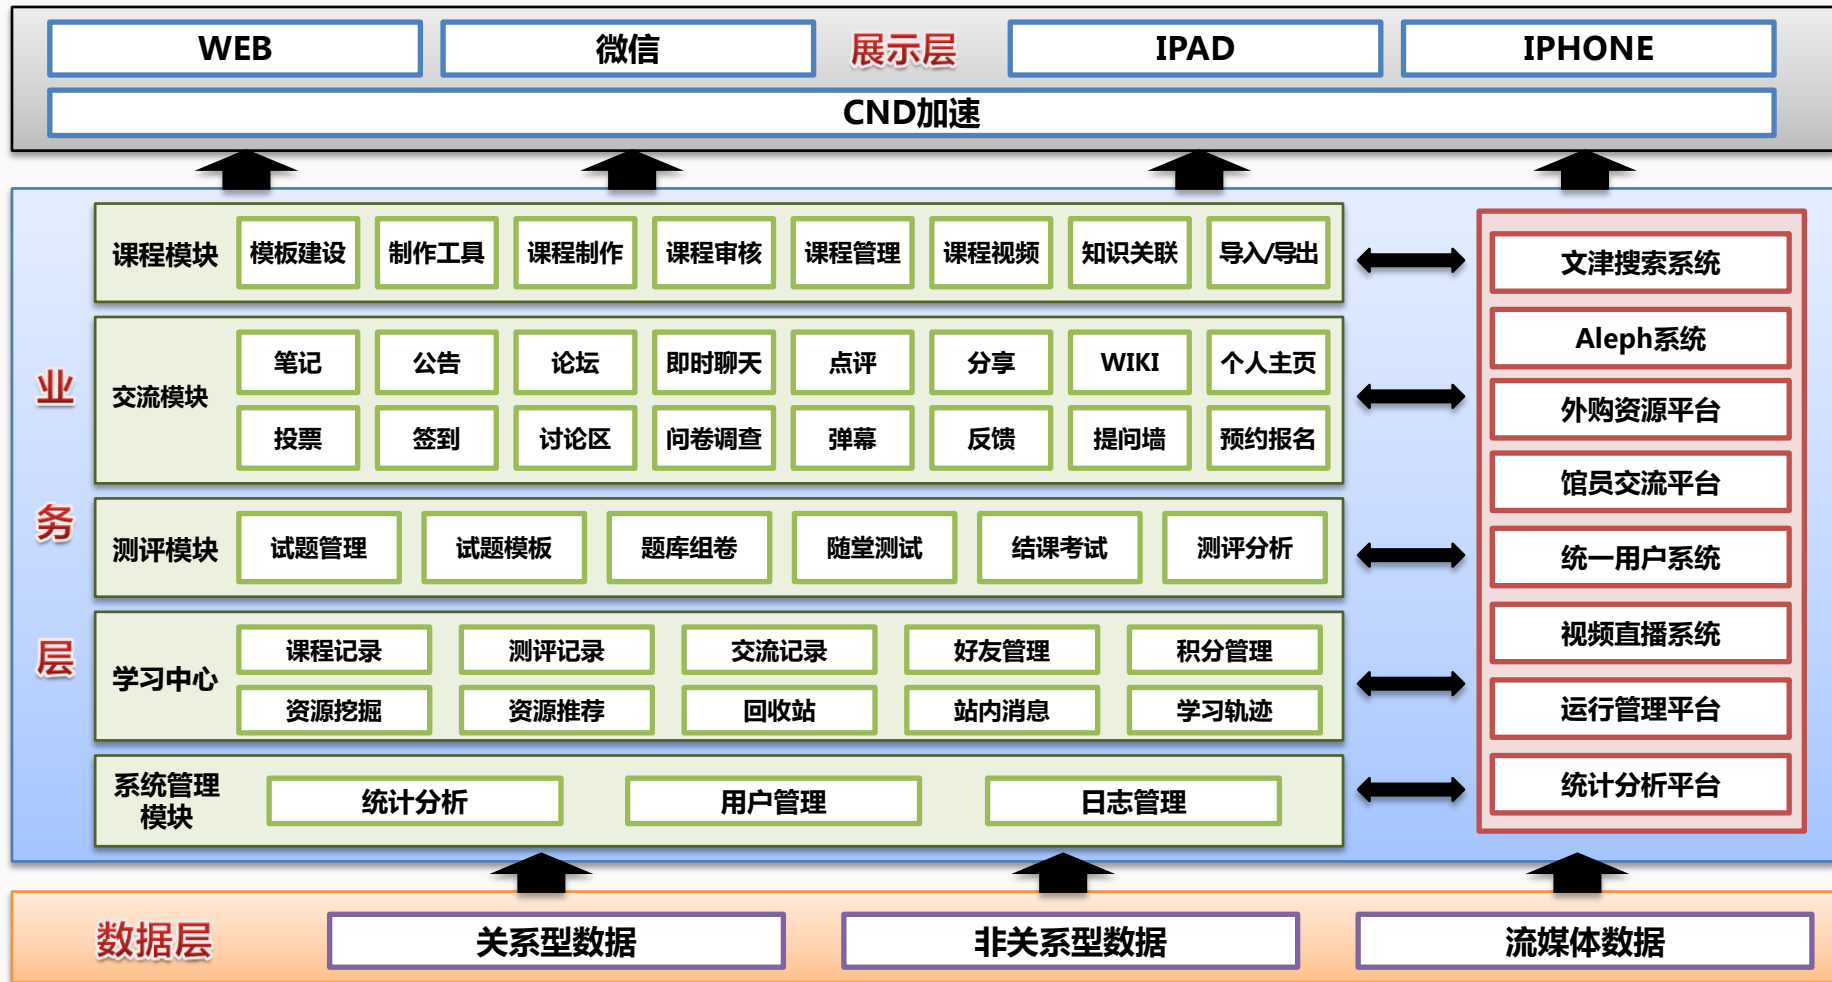 WEB
微信
展示层
IPAD
IPHONE
CND加速
业务层
课程模块
模板建设
制作工具
课程制作
课程审核
课程管理
课程视频
知识关联
导入/导出
交流模块
笔记
公告
论坛
即时聊天
点评
分享
WIKI
个人主页
投票
签到
讨论区
问卷调查
弹幕
反馈
提问墙
预约报名
测评模块
试题管理
试题模板
题库组卷
随堂测试
结课考试
测评分析
学习中心
课程记录
测评记录
交流记录
好友管理
积分管理
资源挖掘
资源推荐
回收站
站内消息
学习轨迹
系统管理
模块
统计分析
用户管理
日志管理
文津搜索系统
Aleph系统
外购资源平台
馆员交流平台
统一用户系统
视频直播系统
运行管理平台
统计分析平台
数据层
关系型数据
非关系型数据
流媒体数据